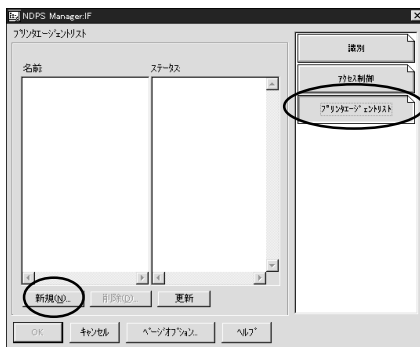 NDPS Manager:IF
ﾌﾟﾘﾝﾀｴｰｼﾞｪﾝﾄﾘｽﾄ
名前:
ｽﾃｰﾀｽ:
新規(N)...
削除(D)...
更新
識別
ｱｸｾｽ制御
ﾌﾟﾘﾝﾀｴｰｼﾞｪﾝﾄﾘｽﾄ
OK
ｷｬﾝｾﾙ
ﾍﾟｰｼﾞｵﾌﾟｼｮﾝ...
ﾍﾙﾌﾟ